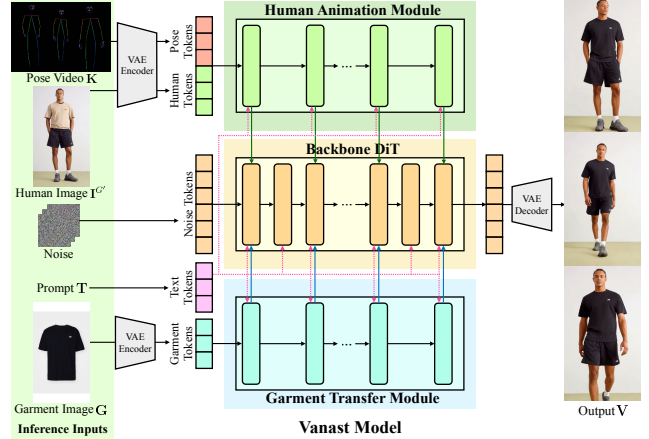 Human Animation Module
VAE
Encoder
Pose
Tokens
Human
Tokens
Pose Video K
Human Image I^{G'}
Backbone DiT
Noise Tokens
VAE
Decoder
Noise
Prompt T
Text
Tokens
VAE
Encoder
Garment
Tokens
Garment Image G
Garment Transfer Module
Output V
Inference Inputs
Vanast Model